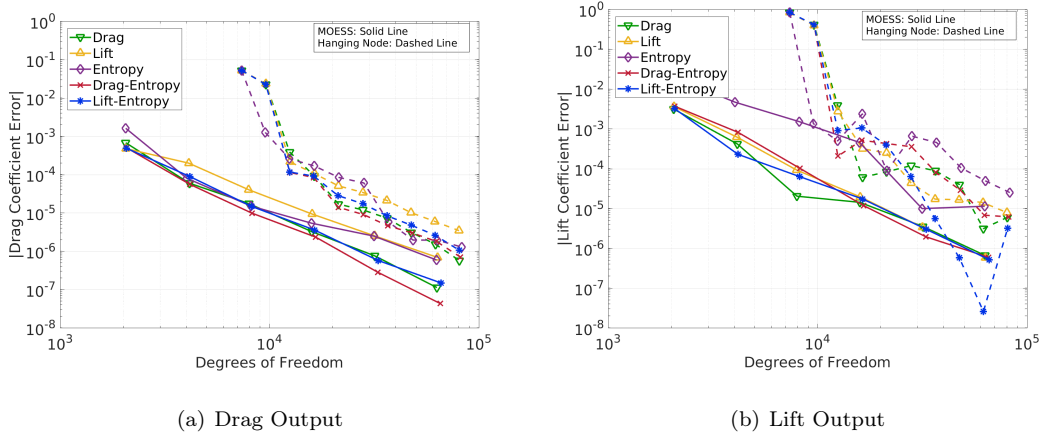 MOESS: Solid Line
Hanging Node: Dashed Line
Drag
Lift
Entropy
Drag-Entropy
Lift-Entropy
|Drag Coefficient Error|
10^0
10^-1
10^-2
10^-3
10^-4
10^-5
10^-6
10^-7
10^-8
10^3
10^4
10^5
Degrees of Freedom
(a) Drag Output
MOESS: Solid Line
Hanging Node: Dashed Line
Drag
Lift
Entropy
Drag-Entropy
Lift-Entropy
|Lift Coefficient Error|
10^0
10^-1
10^-2
10^-3
10^-4
10^-5
10^-6
10^-7
10^-8
10^3
10^4
10^5
Degrees of Freedom
(b) Lift Output